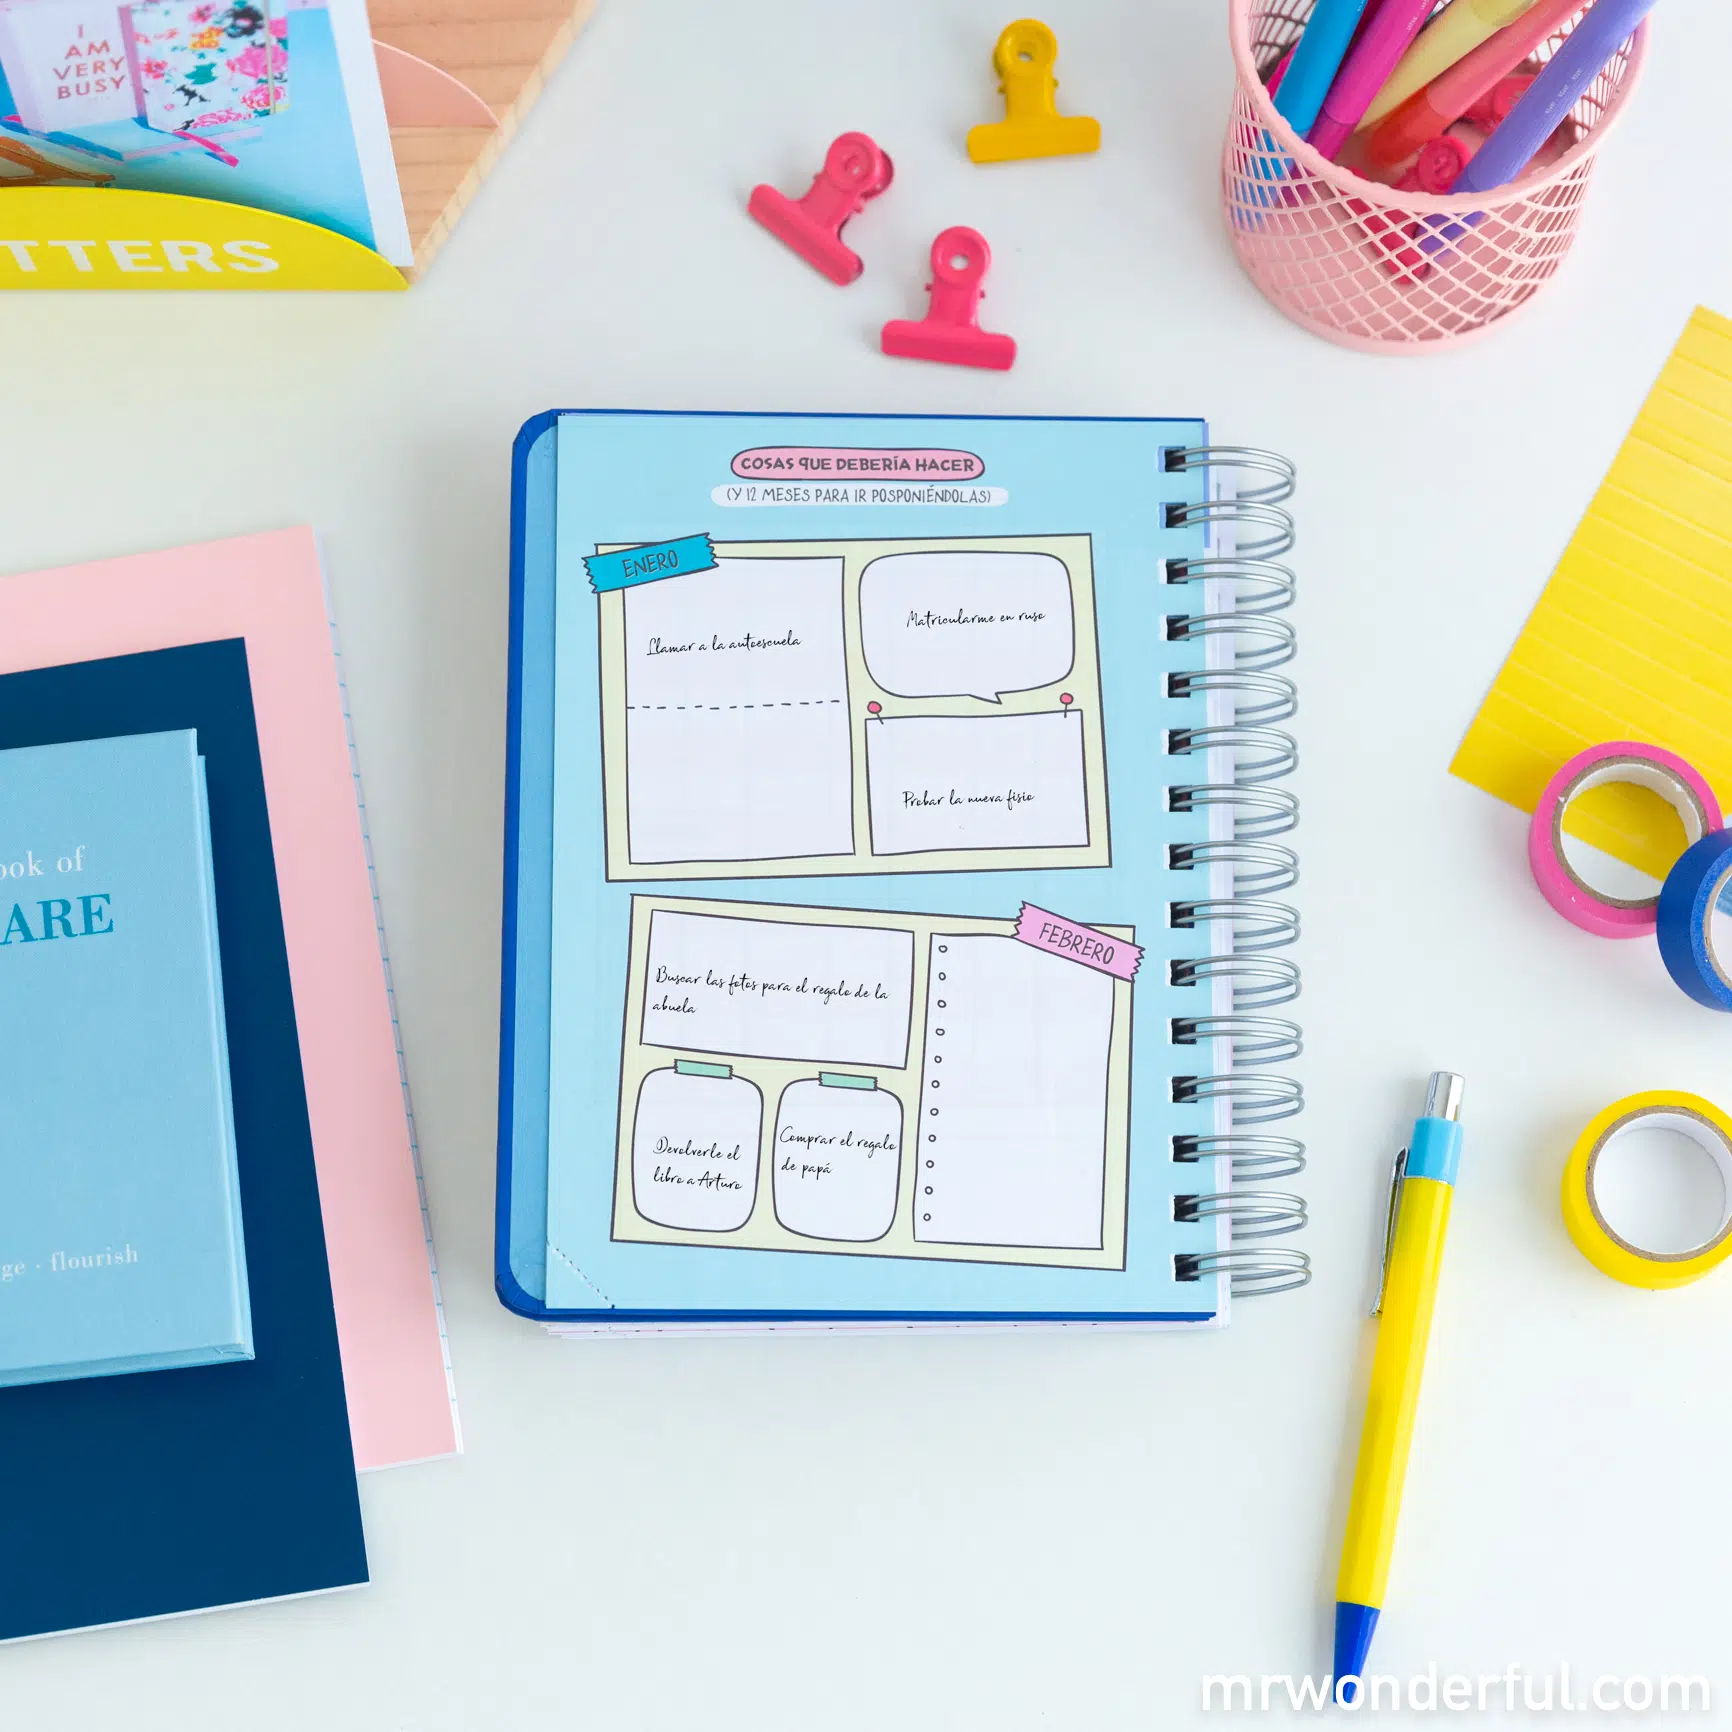 I
AM
VERY
BUSY
TTERS
COSAS QUE DEBERÍA HACER
(Y 12 MESES PARA IR POSPONIÉNDOLAS)
ENERO
Llamar a la autoescuela
Matricularme en ruso
Probar la nueva fisio
FEBRERO
Buscar las fotos para el regalo de la
abuela
Devolverle el
libro a Arturo
Comprar el regalo
de papá
ook of
ARE
ge · flourish
mrwonderful.com